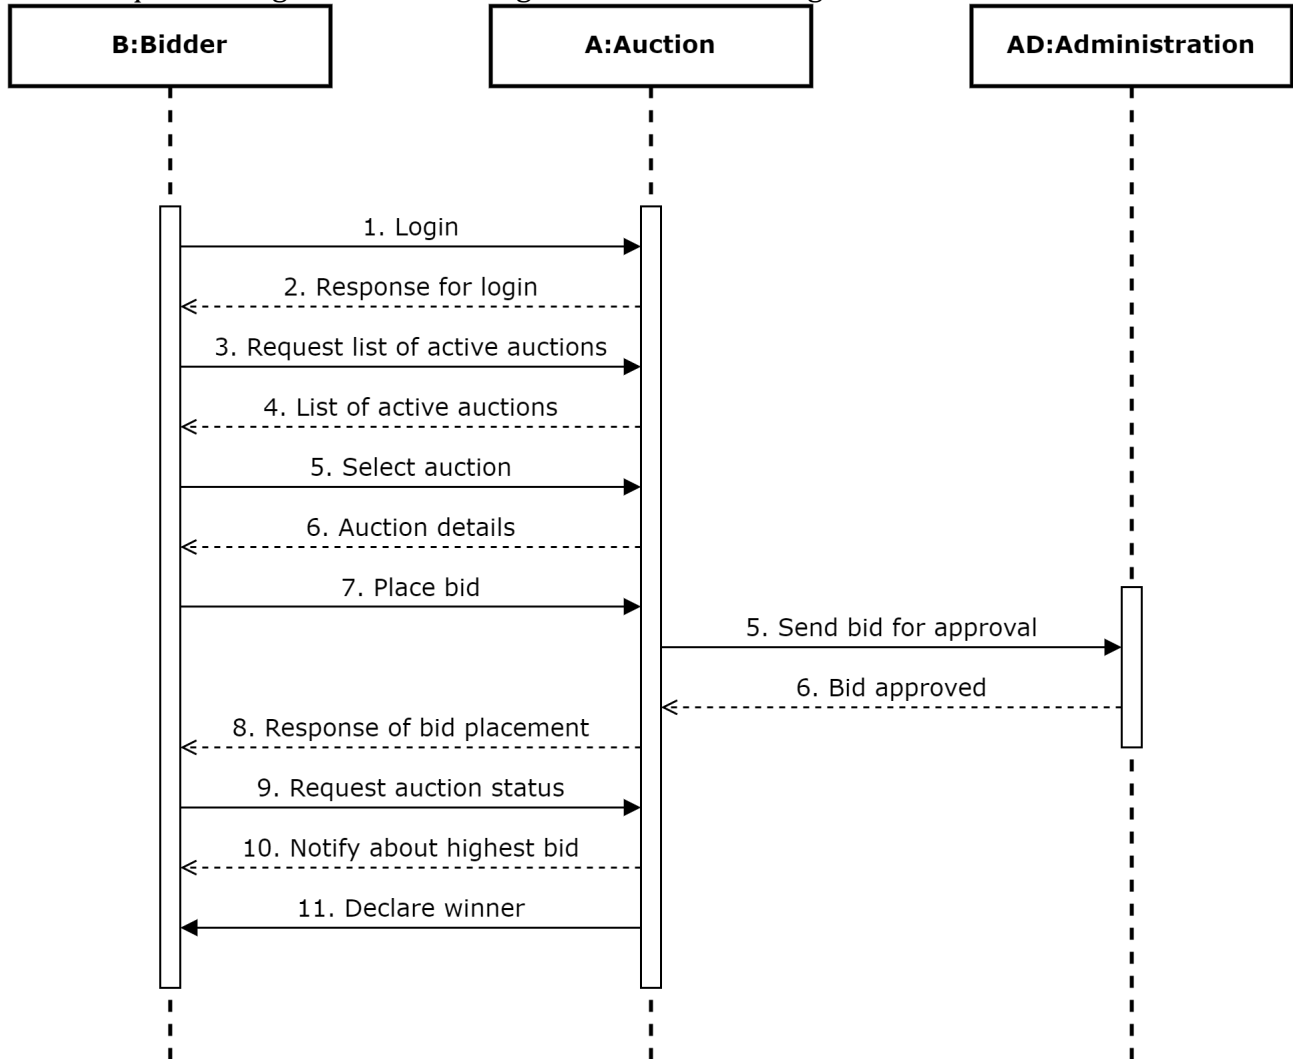 B:Bidder
A:Auction
AD:Administration
1. Login
2. Response for login
3. Request list of active auctions
4. List of active auctions
5. Select auction
6. Auction details
7. Place bid
5. Send bid for approval
6. Bid approved
8. Response of bid placement
9. Request auction status
10. Notify about highest bid
11. Declare winner